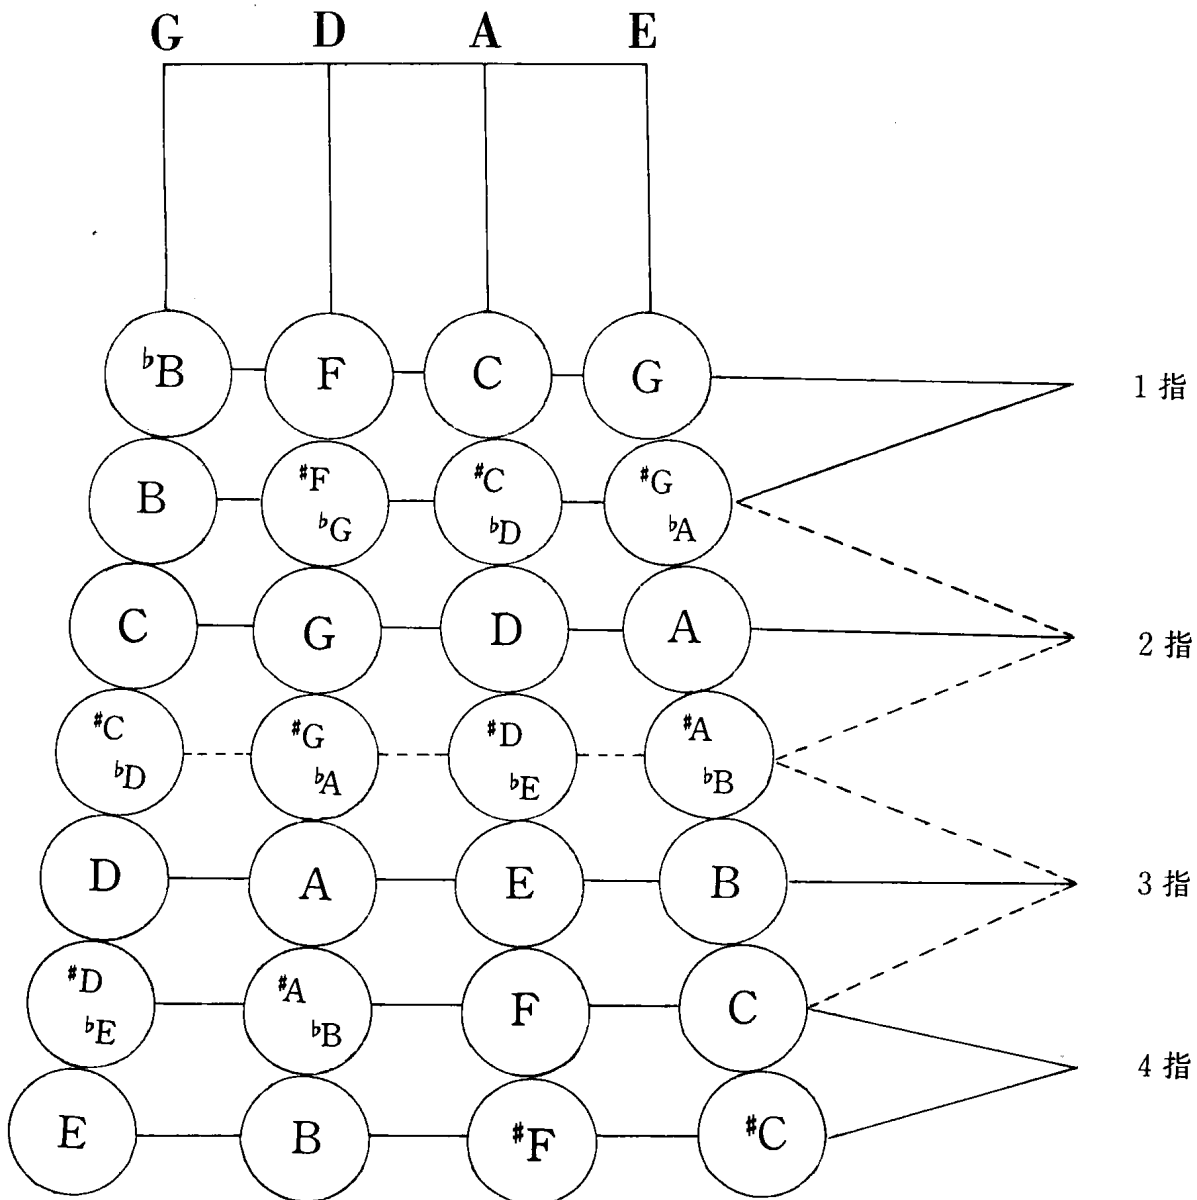 G D A E
♭B F C G 1指
B #F ♭G #C ♭D #G ♭A
C G D A 2指
#C ♭D #G ♭A #D ♭E #A ♭B
D A E B 3指
#D ♭E #A ♭B F C
4指
E B #F #C